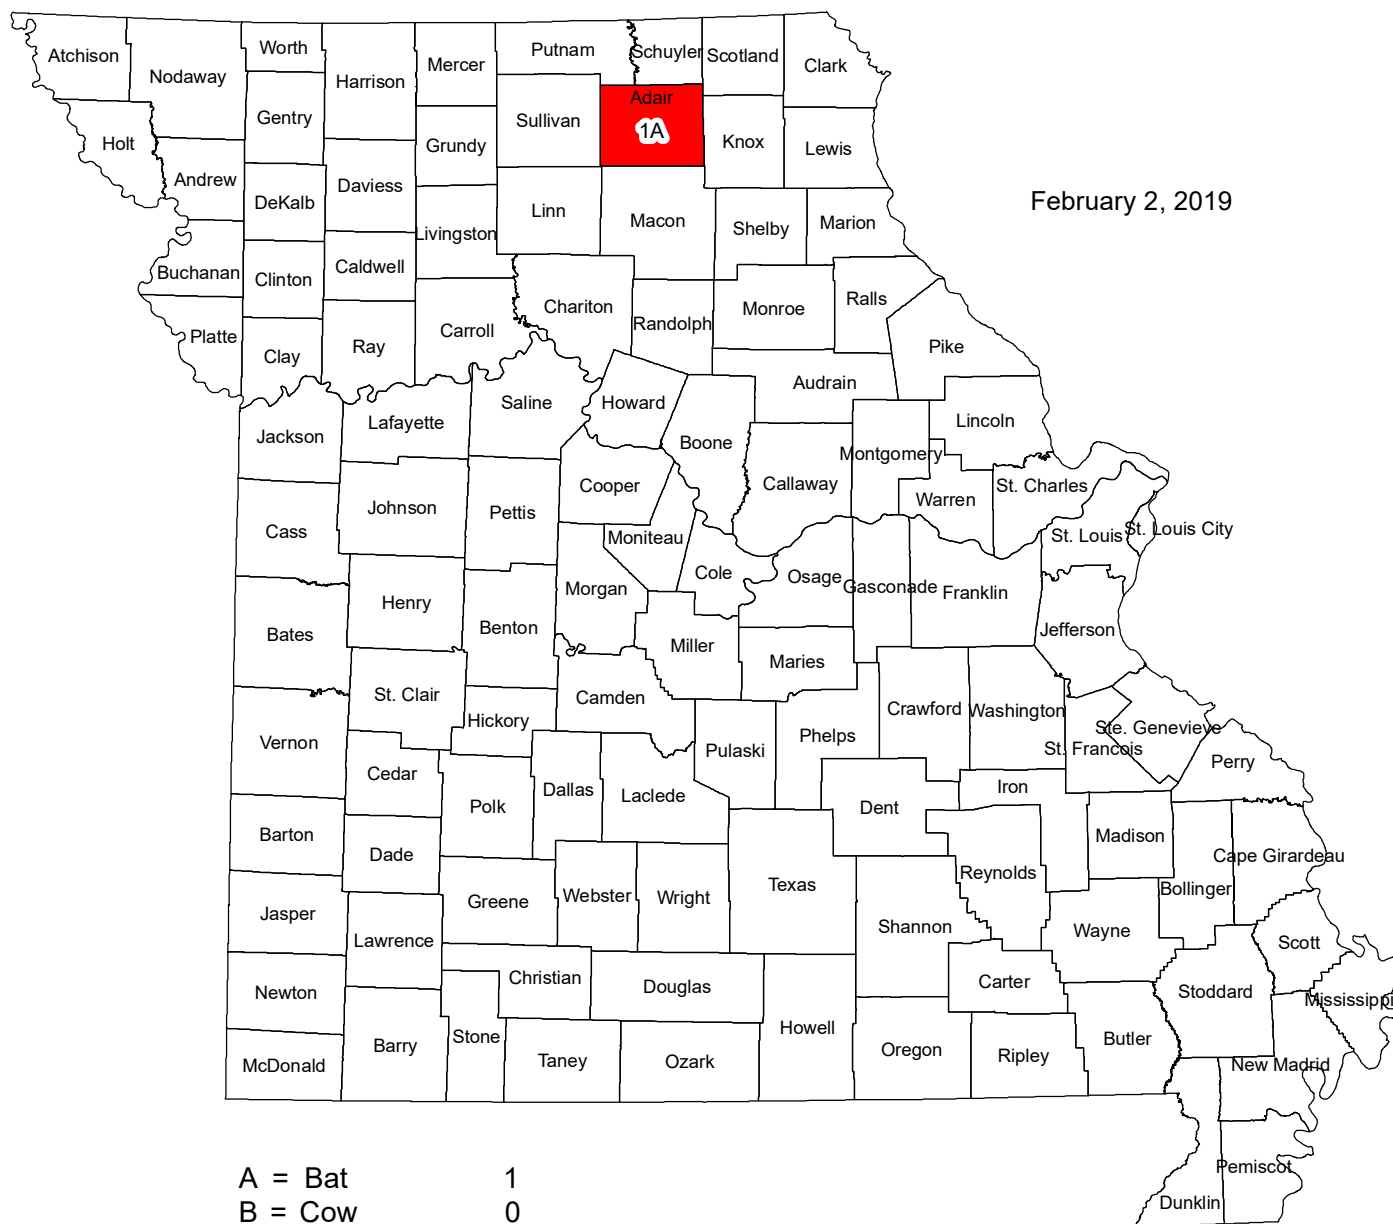 Atchison
Nodaway
Worth
Harrison
Mercer
Putnam
Schuyler
Scotland
Clark
Gentry
Sullivan
Adair
1A
Knox
Lewis
Holt
Andrew
DeKalb
Daviess
Grundy
Linn
Macon
Shelby
Marion
February 2, 2019
Livingston
Buchanan
Clinton
Caldwell
Chariton
Randolph
Monroe
Ralls
Platte
Clay
Ray
Carroll
Pike
Audrain
Saline
Howard
Lincoln
Jackson
Lafayette
Boone
Montgomery
Callaway
Cooper
Warren
St. Charles
Johnson
Pettis
Cass
Moniteau
St. Louis
St. Louis City
Cole
Osage
Gasconade
Franklin
Morgan
Henry
Benton
Bates
Miller
Maries
Jefferson
St. Clair
Camden
Hickory
Crawford
Washington
Ste. Genevieve
St. Francois
Vernon
Pulaski
Phelps
Perry
Cedar
Polk
Dallas
Laclede
Dent
Iron
Barton
Dade
Madison
Cape Girardeau
Reynolds
Bollinger
Texas
Jasper
Greene
Webster
Wright
Shannon
Wayne
Lawrence
Scott
Newton
Christian
Douglas
Carter
Stoddard
Mississippi
Howell
Barry
Stone
Taney
Ozark
Oregon
Ripley
Butler
McDonald
New Madrid
Pemiscot
Dunklin
A = Bat 1
B = Cow 0